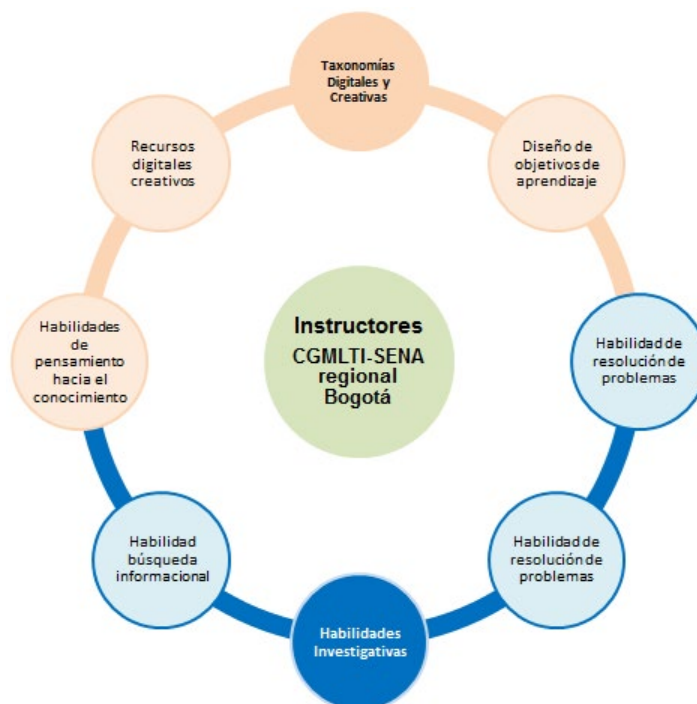 Taxonomías
Digitales y
Creativas
Diseño de
objetivos de
aprendizaje
Habilidad de
resolución de
problemas
Habilidad de
resolución de
problemas
Habilidades
Investigativas
Habilidad
búsqueda
informacional
Habilidades
de
pensamiento
hacia el
conocimiento
Recursos
digitales
creativos
Instructores
CGMLTI-SENA
regional
Bogotá